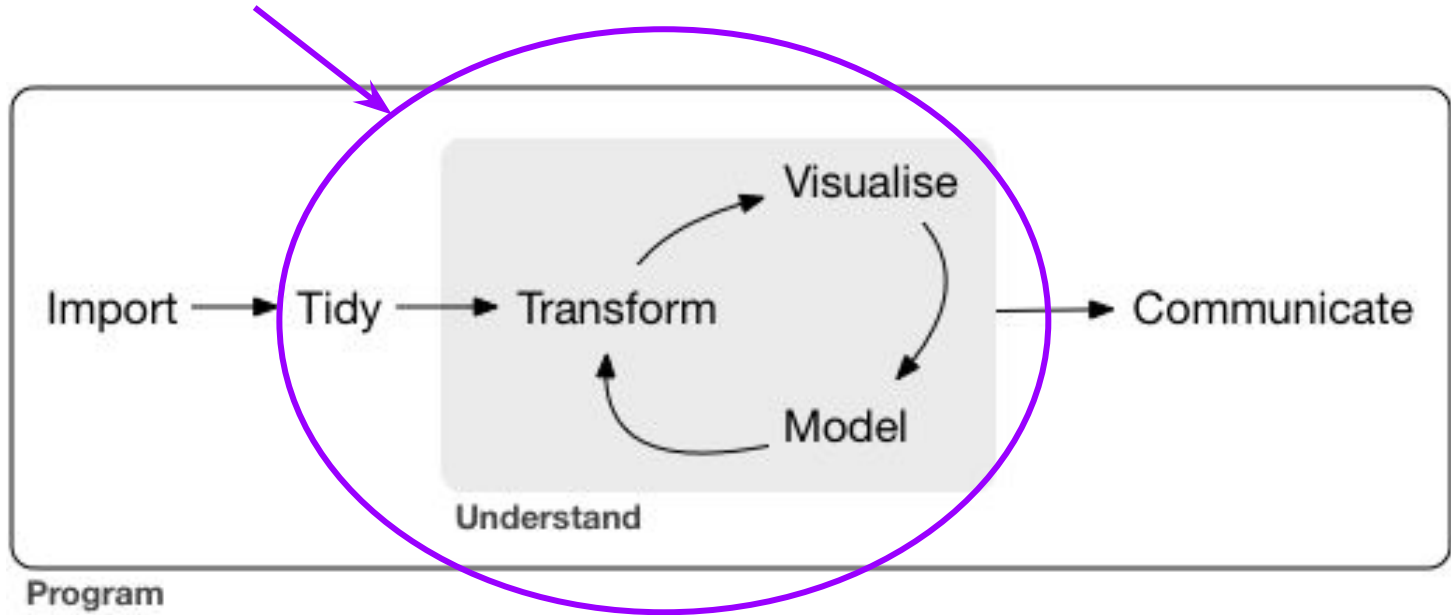 Visualise
Import Tidy Transform Communicate
Model
Understand
Program